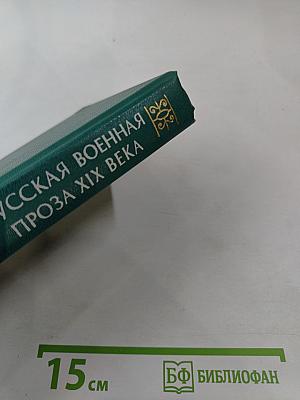 УССКАЯ ВОЕННАЯ
ПРОЗА XIX ВЕКА
15 см
БФ БИБЛИОФАН